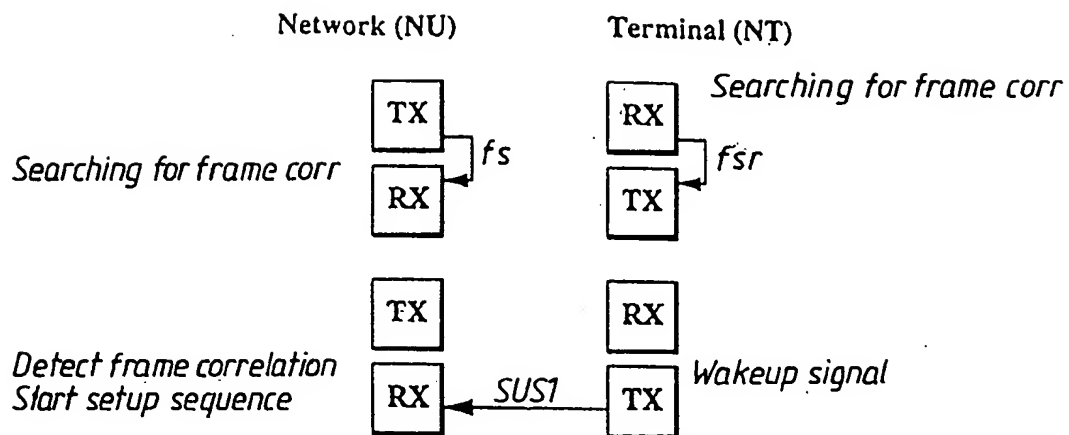 Network (NU) Terminal (NT)
Searching for frame corr
TX RX
fs fsr
Searching for frame corr
RX TX
TX RX
Detect frame correlation
Start setup sequence
RX SUS1 TX
Wakeup signal